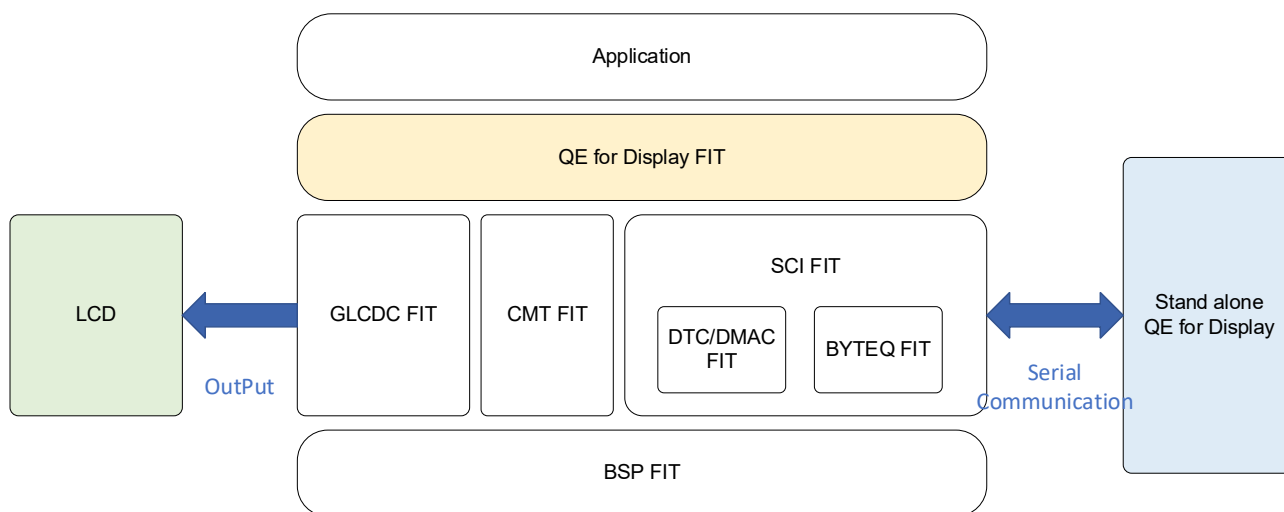 Application
QE for Display FIT
LCD
OutPut
GLCDC FIT
CMT FIT
SCI FIT
DTC/DMAC
FIT
BYTEQ FIT
Serial
Communication
Stand alone
QE for Display
BSP FIT